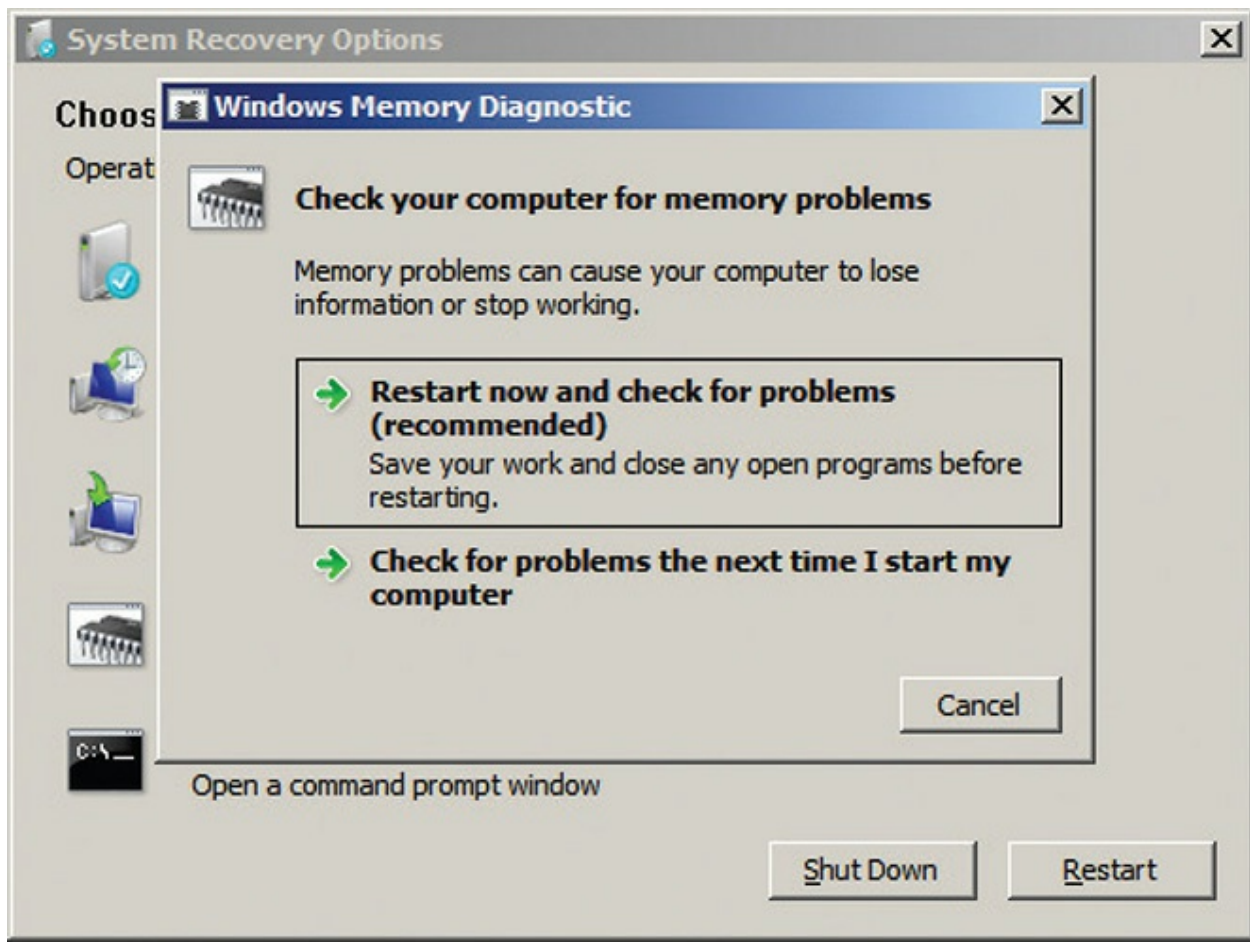 System Recovery Options
Choos
Operat
Windows Memory Diagnostic
Check your computer for memory problems
Memory problems can cause your computer to lose
information or stop working.
Restart now and check for problems
(recommended)
Save your work and close any open programs before
restarting.
Check for problems the next time I start my
computer
Cancel
C:\_
Open a command prompt window
Shut Down
Restart